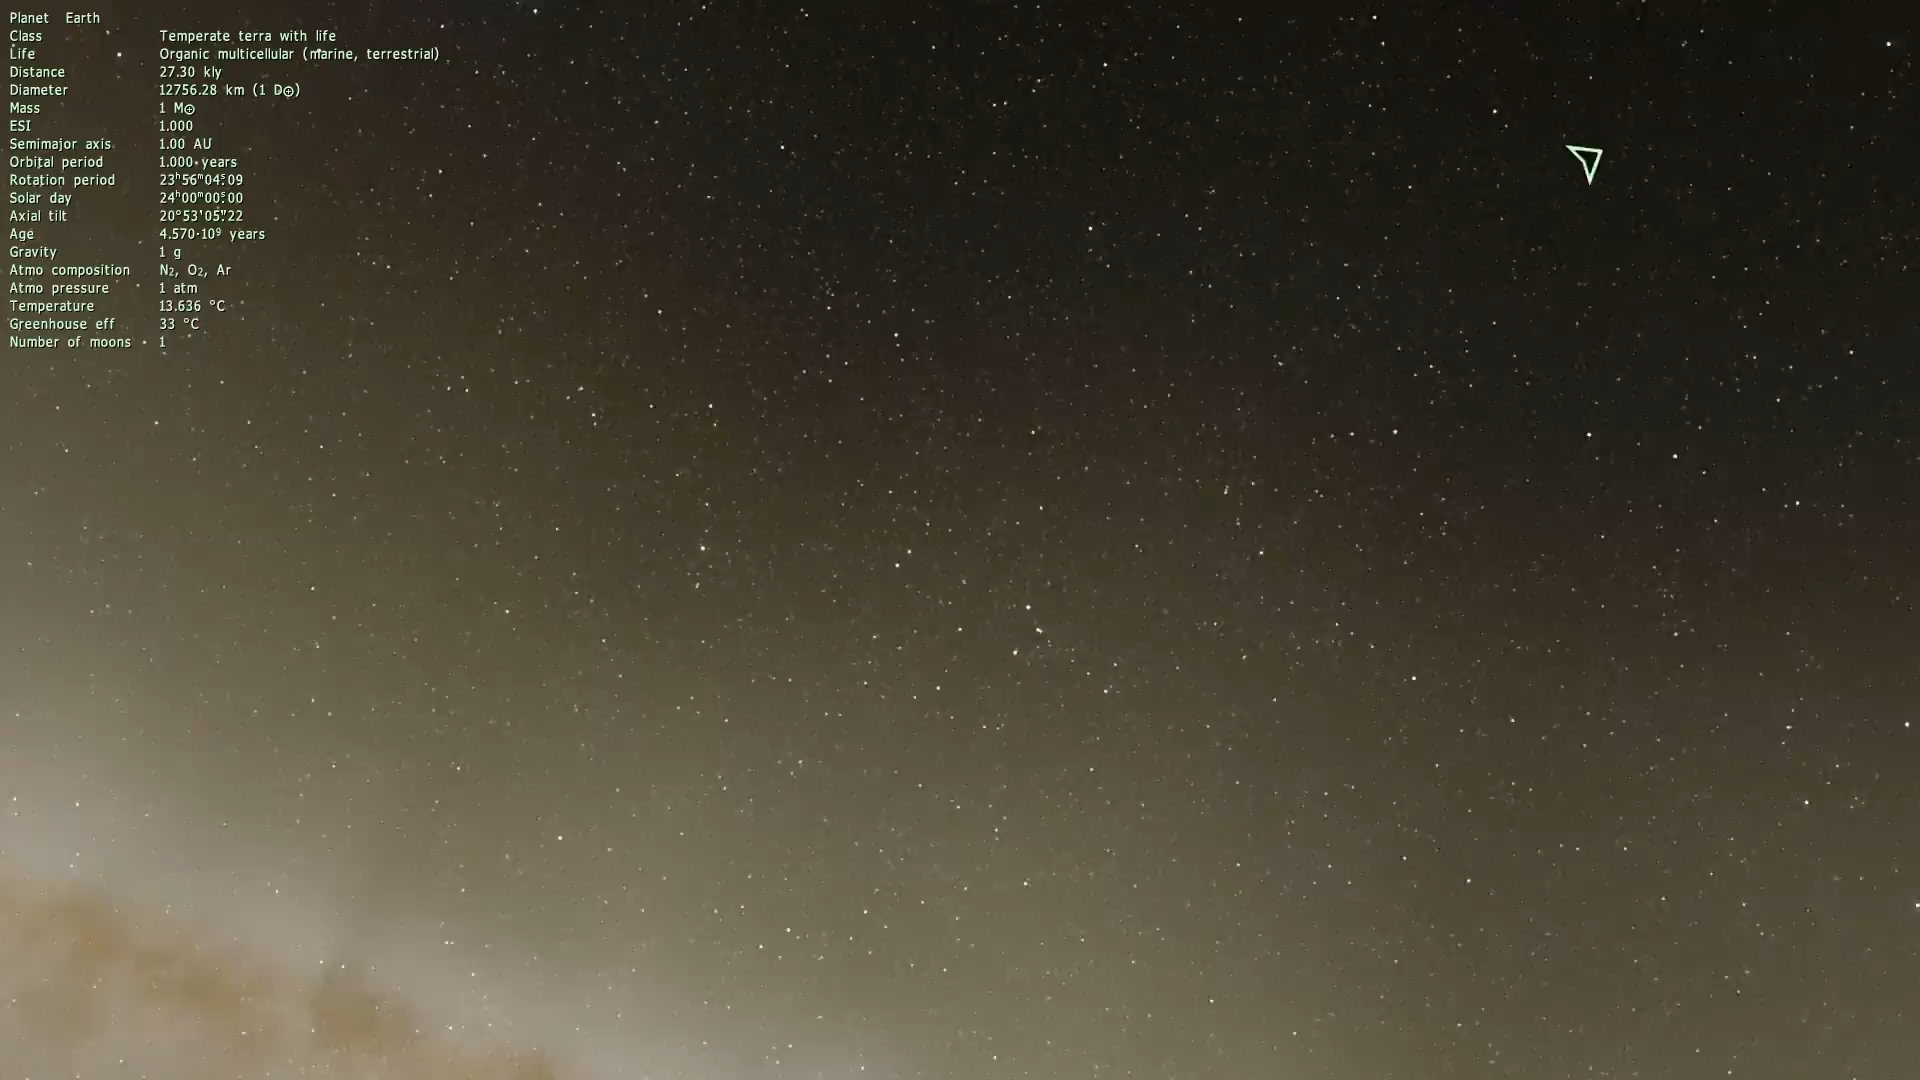 Planet Earth
Class Temperate terra with life
Life Organic multicellular (marine, terrestrial)
Distance 27.30 kly
Diameter 12756.28 km (1 D⊕)
Mass 1 M⊕
ESI 1.000
Semimajor axis 1.00 AU
Orbital period 1.000 years
Rotation period 23ʰ56ᵐ04ˢ.09
Solar day 24ʰ00ᵐ00ˢ.00
Axial tilt 20°53'05".22
Age 4.570·10⁹ years
Gravity 1 g
Atmo composition N₂, O₂, Ar
Atmo pressure 1 atm
Temperature 13.636 °C
Greenhouse eff 33 °C
Number of moons 1